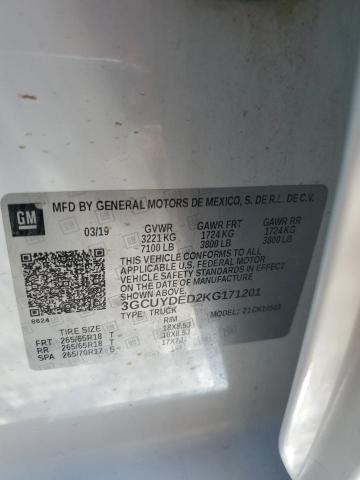 GM
MFD BY GENERAL MOTORS DE MEXICO, S. DE R.L. DE C.V.
03/19 GVWR GAWR FRT GAWR RR
3221 KG 1724 KG 1724 KG
7100 LB 3800 LB 3800 LB
THIS VEHICLE CONFORMS TO ALL
APPLICABLE U.S. FEDERAL MOTOR
VEHICLE SAFETY STANDARDS IN EFFECT
ON THE DATE OF MANUFACTURE
SHOWN ABOVE.
3GCUYDED2KG171201
8624 TYPE: TRUCK MODEL:
TIRE SIZE RIM
FRT 265/65R18 T 18X8.5J
RR 265/65R18 T 18X8.5J
SPA 265/70R17 S 17X7J